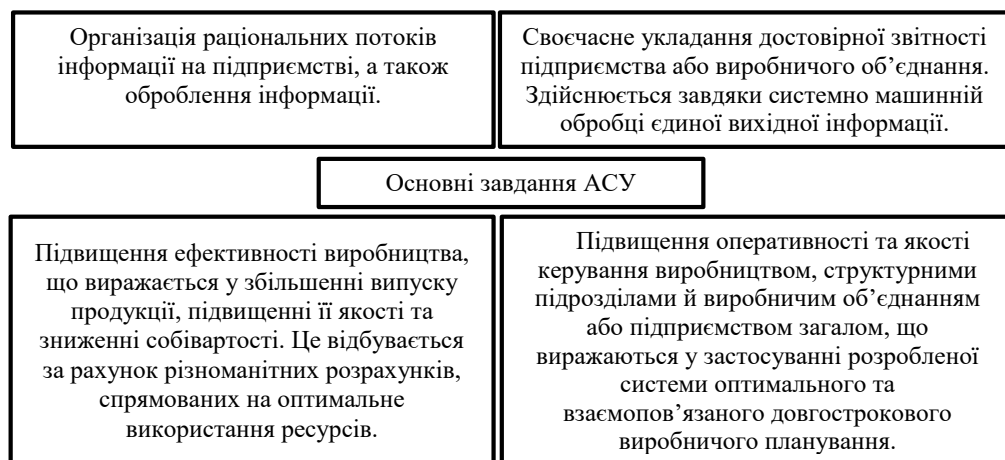 Організація раціональних потоків
інформації на підприємстві, а також
оброблення інформації.
Своєчасне укладання достовірної звітності
підприємства або виробничого об’єднання.
Здійснюється завдяки системно машинній
обробці єдиної вихідної інформації.
Основні завдання АСУ
Підвищення ефективності виробництва,
що виражається у збільшенні випуску
продукції, підвищенні її якості та
зниженні собівартості. Це відбувається
за рахунок різноманітних розрахунків,
спрямованих на оптимальне
використання ресурсів.
Підвищення оперативності та якості
керування виробництвом, структурними
підрозділами й виробничим об’єднанням
або підприємством загалом, що
виражаються у застосуванні розробленої
системи оптимального та
взаємопов’язаного довгострокового
виробничого планування.